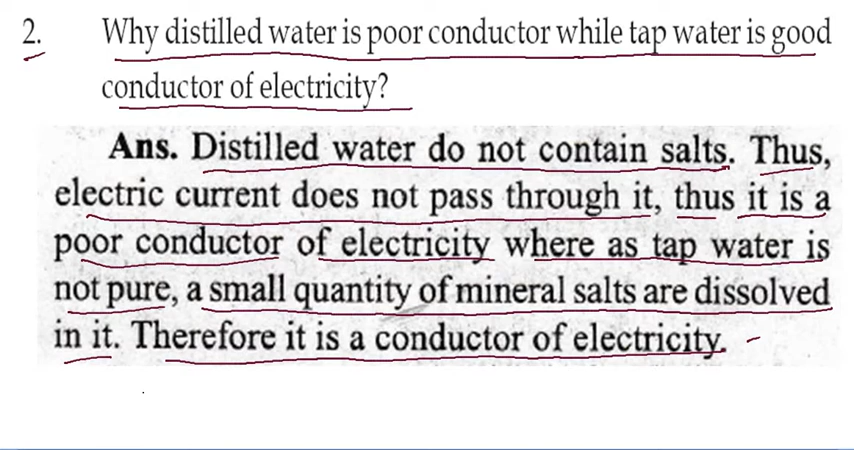 2. Why distilled water is poor conductor while tap water is good
conductor of electricity?
Ans. Distilled water do not contain salts. Thus,
electric current does not pass through it, thus it is a
poor conductor of electricity where as tap water is
not pure, a small quantity of mineral salts are dissolved
in it. Therefore it is a conductor of electricity.